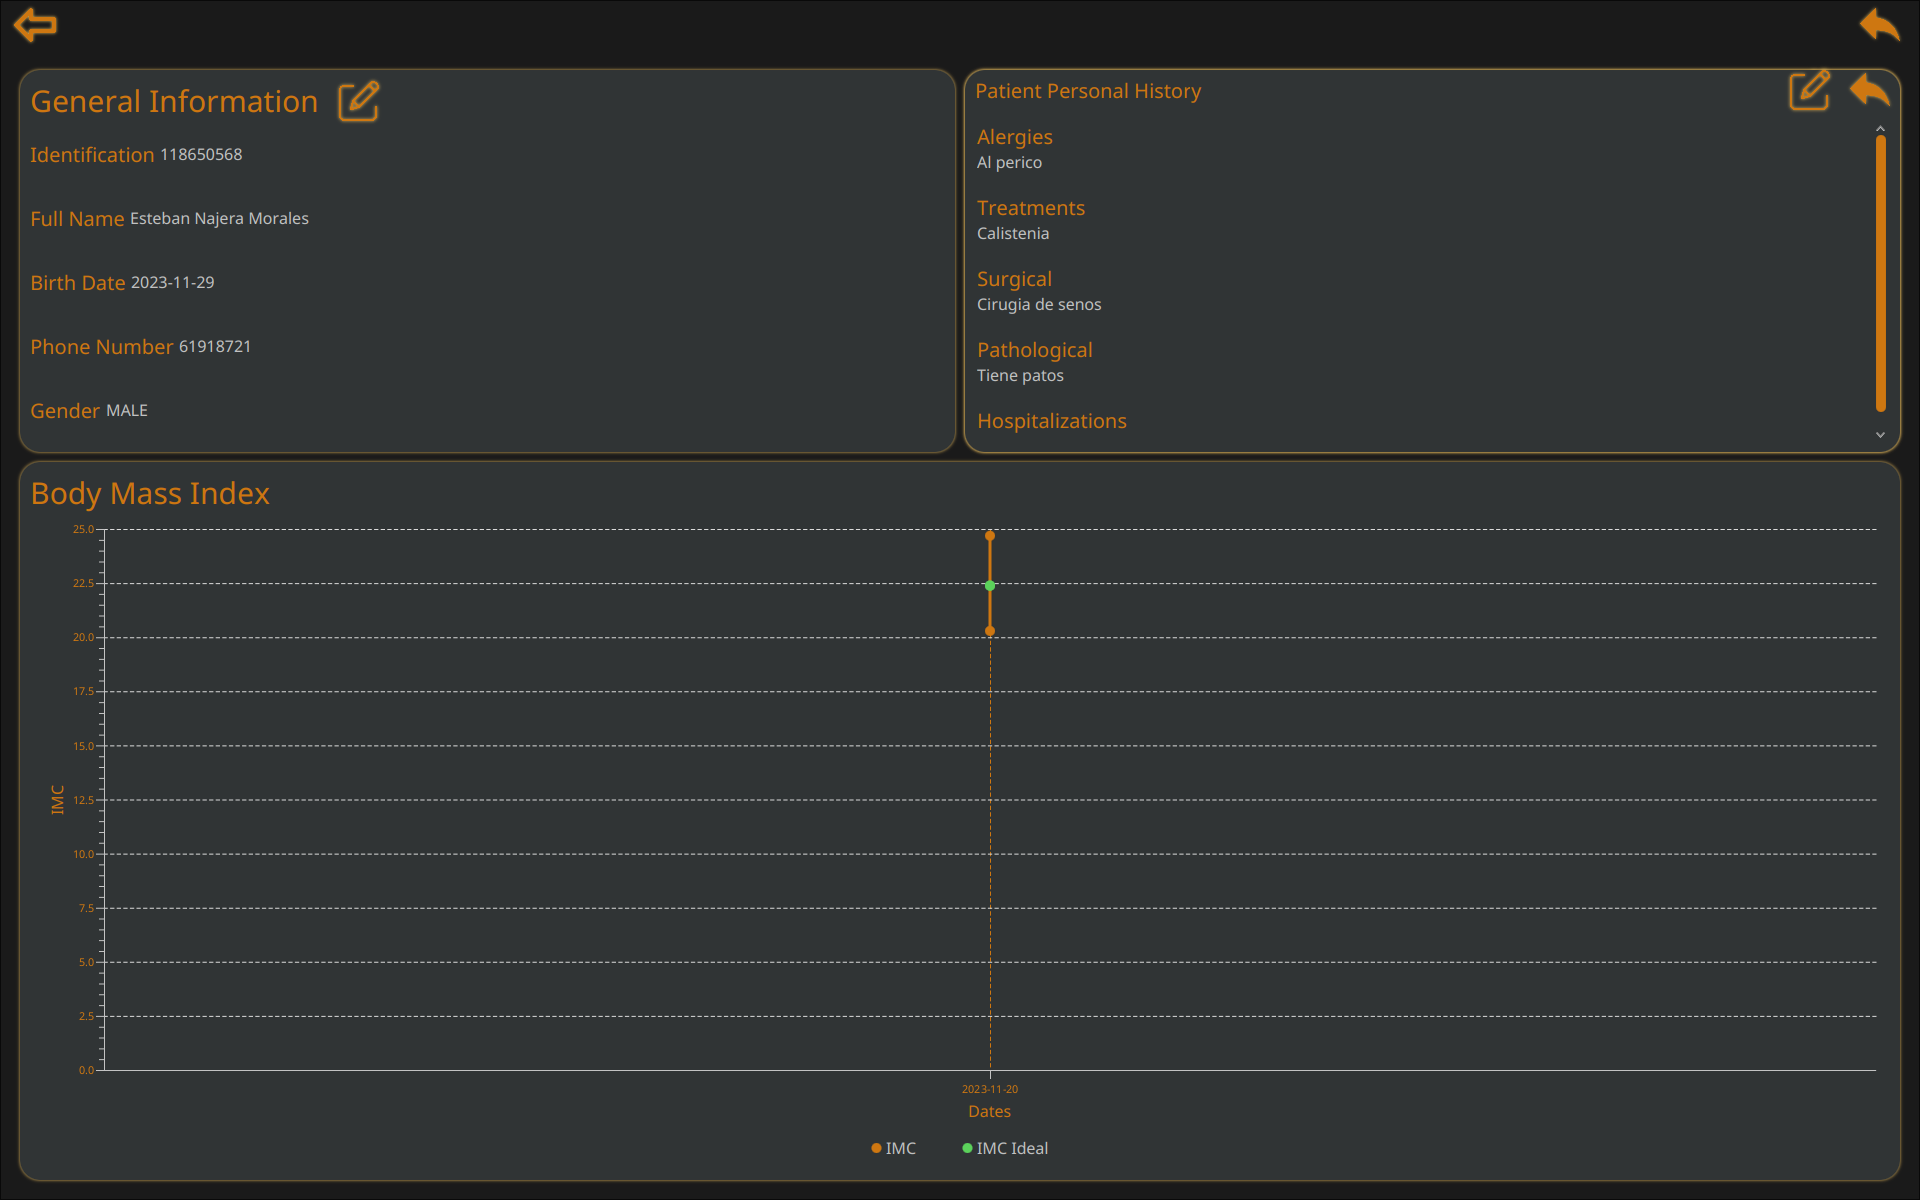 General Information
Identification 118650568
Full Name Esteban Najera Morales
Birth Date 2023-11-29
Phone Number 61918721
Gender MALE
Patient Personal History
Alergies
Al perico
Treatments
Calistenia
Surgical
Cirugia de senos
Pathological
Tiene patos
Hospitalizations
Body Mass Index
25.0
22.5
20.0
17.5
15.0
12.5
10.0
7.5
5.0
2.5
0.0
IMC
2023-11-20
Dates
IMC
IMC Ideal